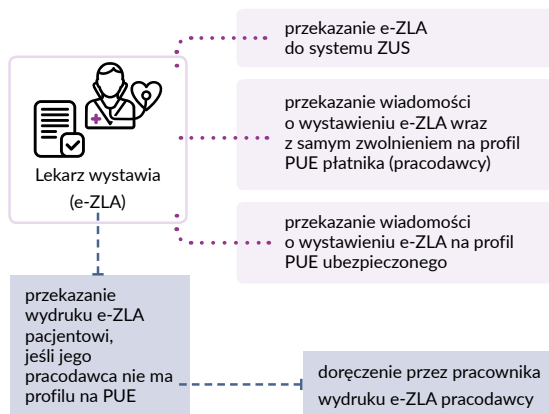 przekazanie e-ZLA
do systemu ZUS
Lekarz wystawia
(e-ZLA)
przekazanie wiadomości
o wystawieniu e-ZLA wraz
z samym zwolnieniem na profil
PUE płatnika (pracodawcy)
przekazanie wiadomości
o wystawieniu e-ZLA na profil
PUE ubezpieczonego
przekazanie
wydruku e-ZLA
pacjentowi,
jeśli jego
pracodawca nie ma
profilu na PUE
doręczenie przez pracownika
wydruku e-ZLA pracodawcy